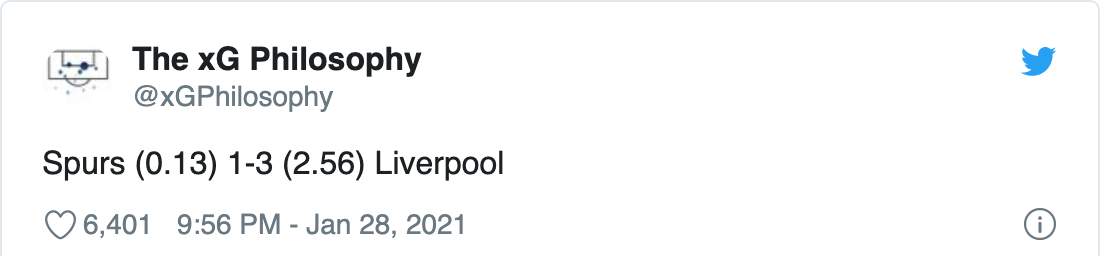 The xG Philosophy
@xGPhilosophy
Spurs (0.13) 1-3 (2.56) Liverpool
6,401 9:56 PM - Jan 28, 2021